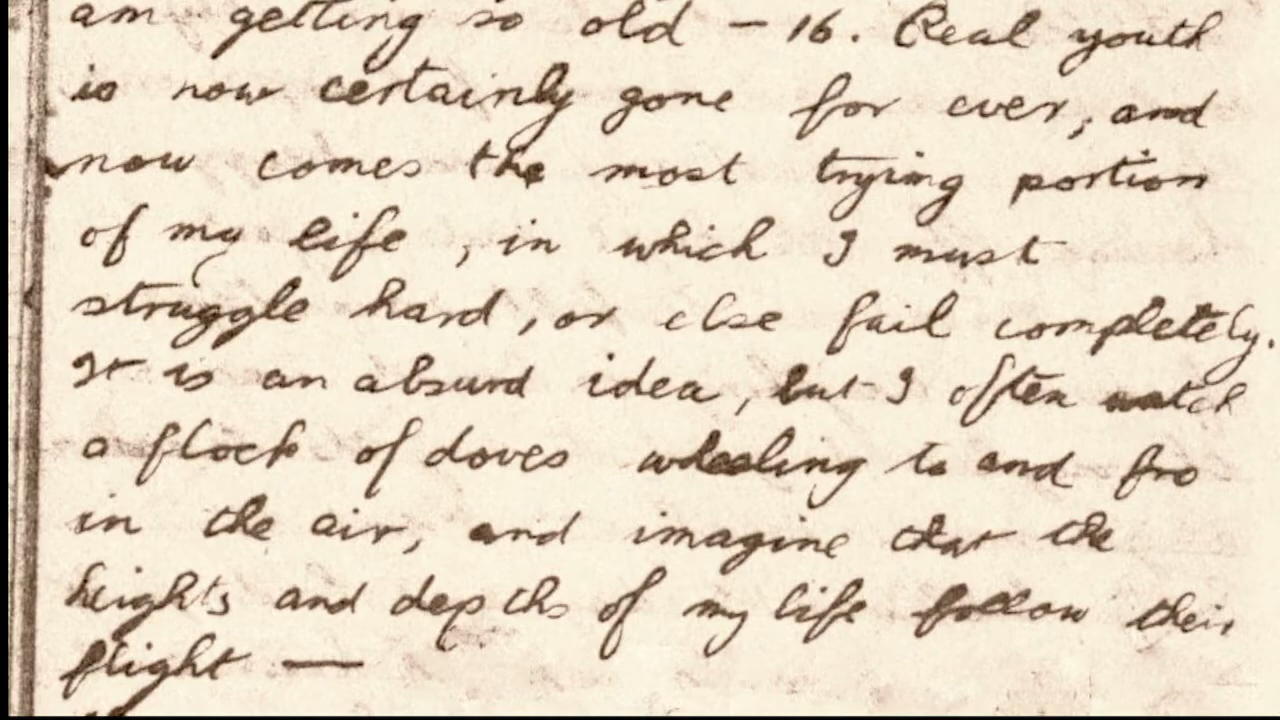 am getting so old – 16. Real youth
is now certainly gone for ever, and
now comes the most trying portion
of my life, in which I must
struggle hard, or else fail completely.
It is an absurd idea, but I often watch
a flock of doves wheeling to and fro
in the air, and imagine that the
heights and depths of my life follow their
flight —